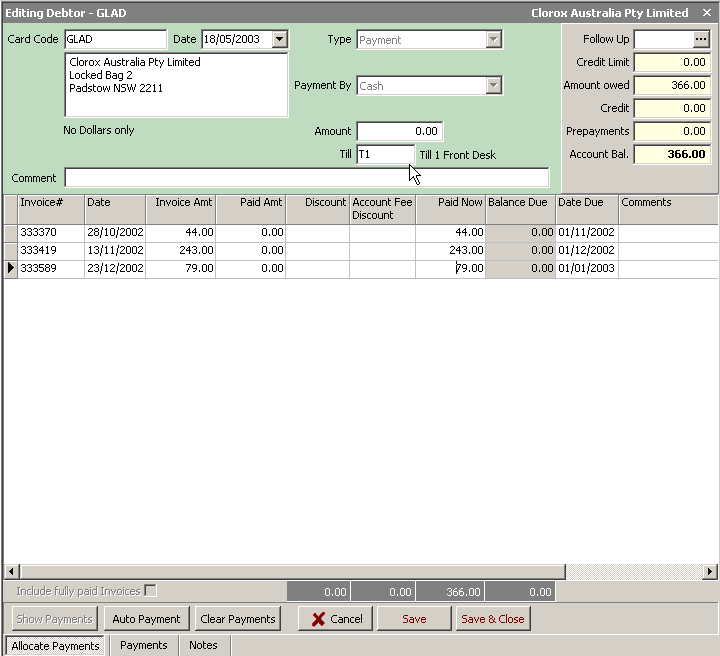 Editing Debtor - GLAD Clorox Australia Pty Limited
Card Code GLAD Date 18/05/2003 Type Payment Follow Up ...
Clorox Australia Pty Limited Credit Limit 0.00
Locked Bag 2
Padstow NSW 2211 Payment By Cash Amount owed 366.00
Credit 0.00
No Dollars only Amount 0.00 Prepayments 0.00
Till T1 Till 1 Front Desk Account Bal. 366.00
Comment
Invoice# Date Invoice Amt Paid Amt Discount Account Fee Discount Paid Now Balance Due Date Due Comments
333370 28/10/2002 44.00 0.00 44.00 0.00 01/11/2002
333419 13/11/2002 243.00 0.00 243.00 0.00 01/12/2002
333589 23/12/2002 79.00 0.00 79.00 0.00 01/01/2003
Include fully paid Invoices 0.00 0.00 366.00 0.00
Show Payments Auto Payment Clear Payments Cancel Save Save & Close
Allocate Payments Payments Notes